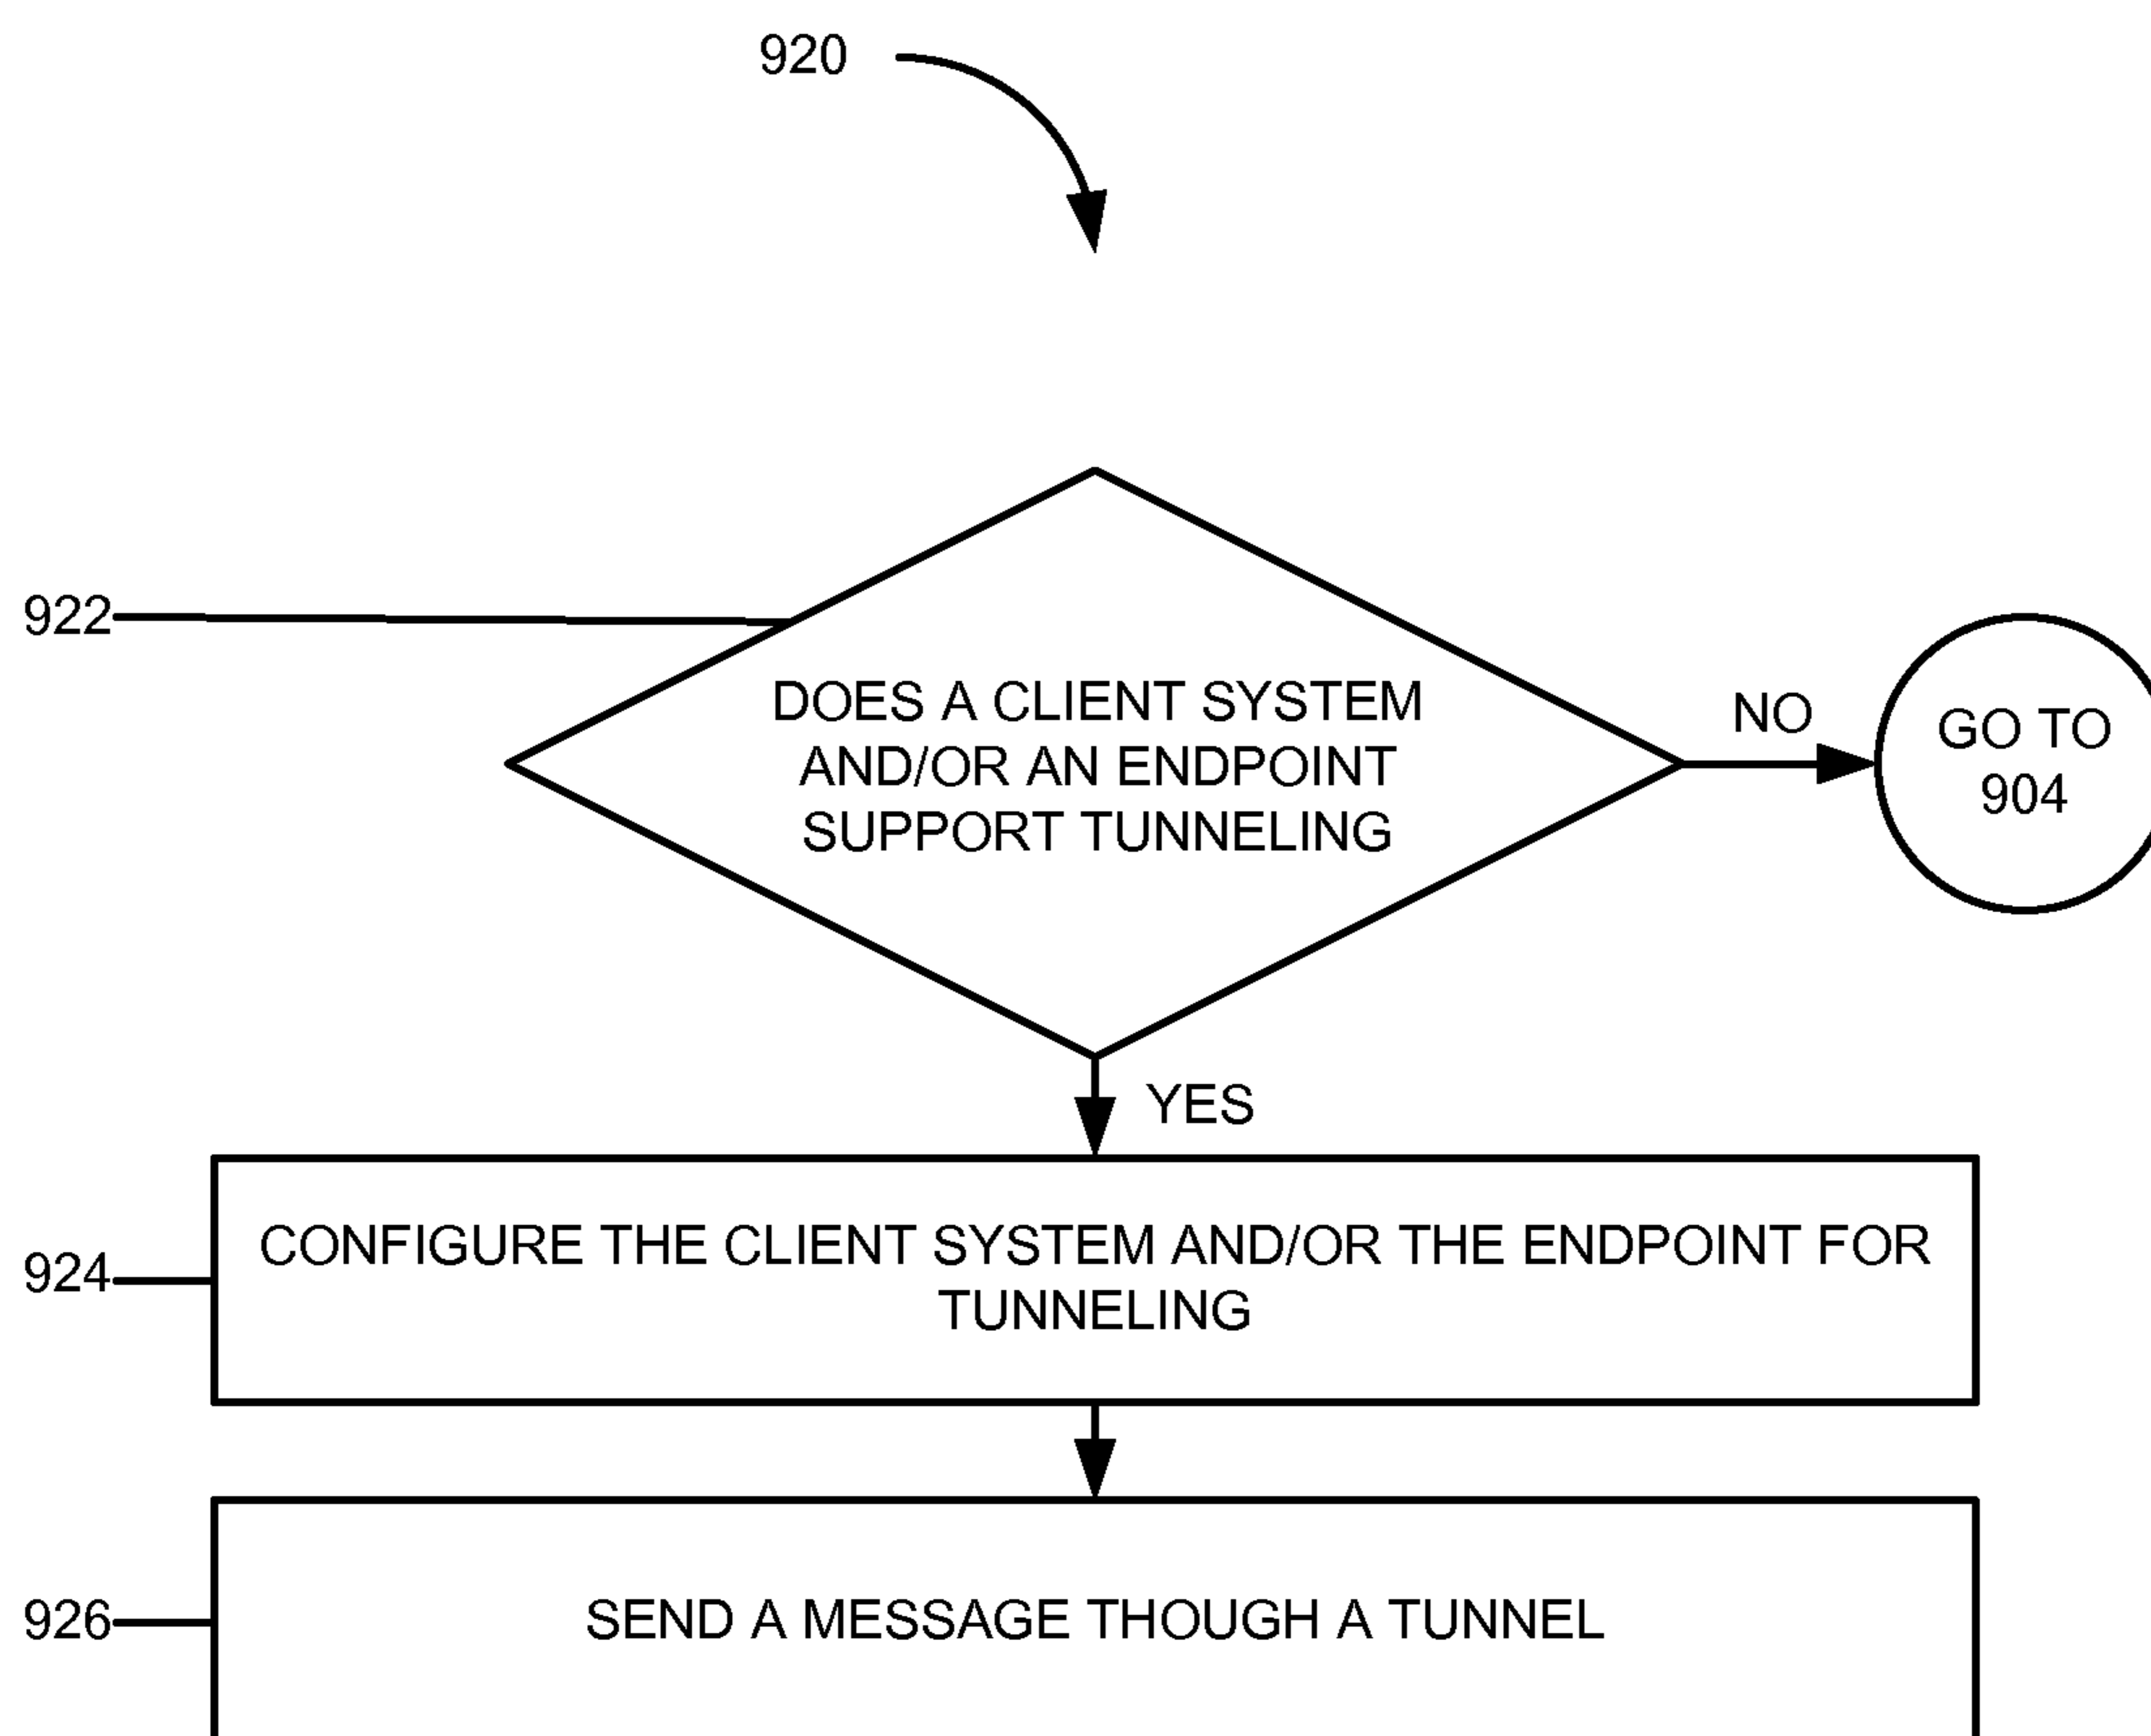 920
922
DOES A CLIENT SYSTEM
AND/OR AN ENDPOINT
SUPPORT TUNNELING
NO
GO TO
904
YES
924
CONFIGURE THE CLIENT SYSTEM AND/OR THE ENDPOINT FOR
TUNNELING
926
SEND A MESSAGE THOUGH A TUNNEL